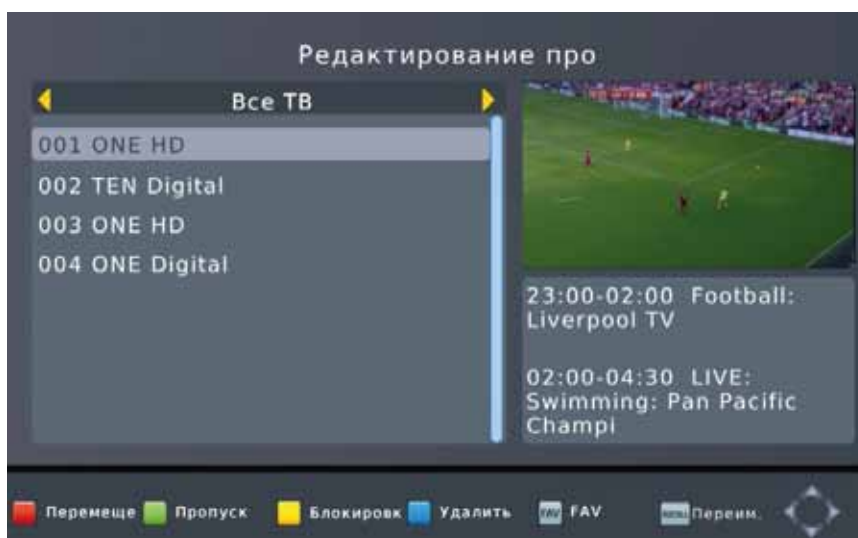 Редактирование про
Все ТВ
001 ONE HD
002 TEN Digital
003 ONE HD
004 ONE Digital
23:00-02:00 Football:
Liverpool TV
02:00-04:30 LIVE:
Swimming: Pan Pacific
Champi
Перемеще Пропуск Блокировк Удалить FAV FAV Переим.